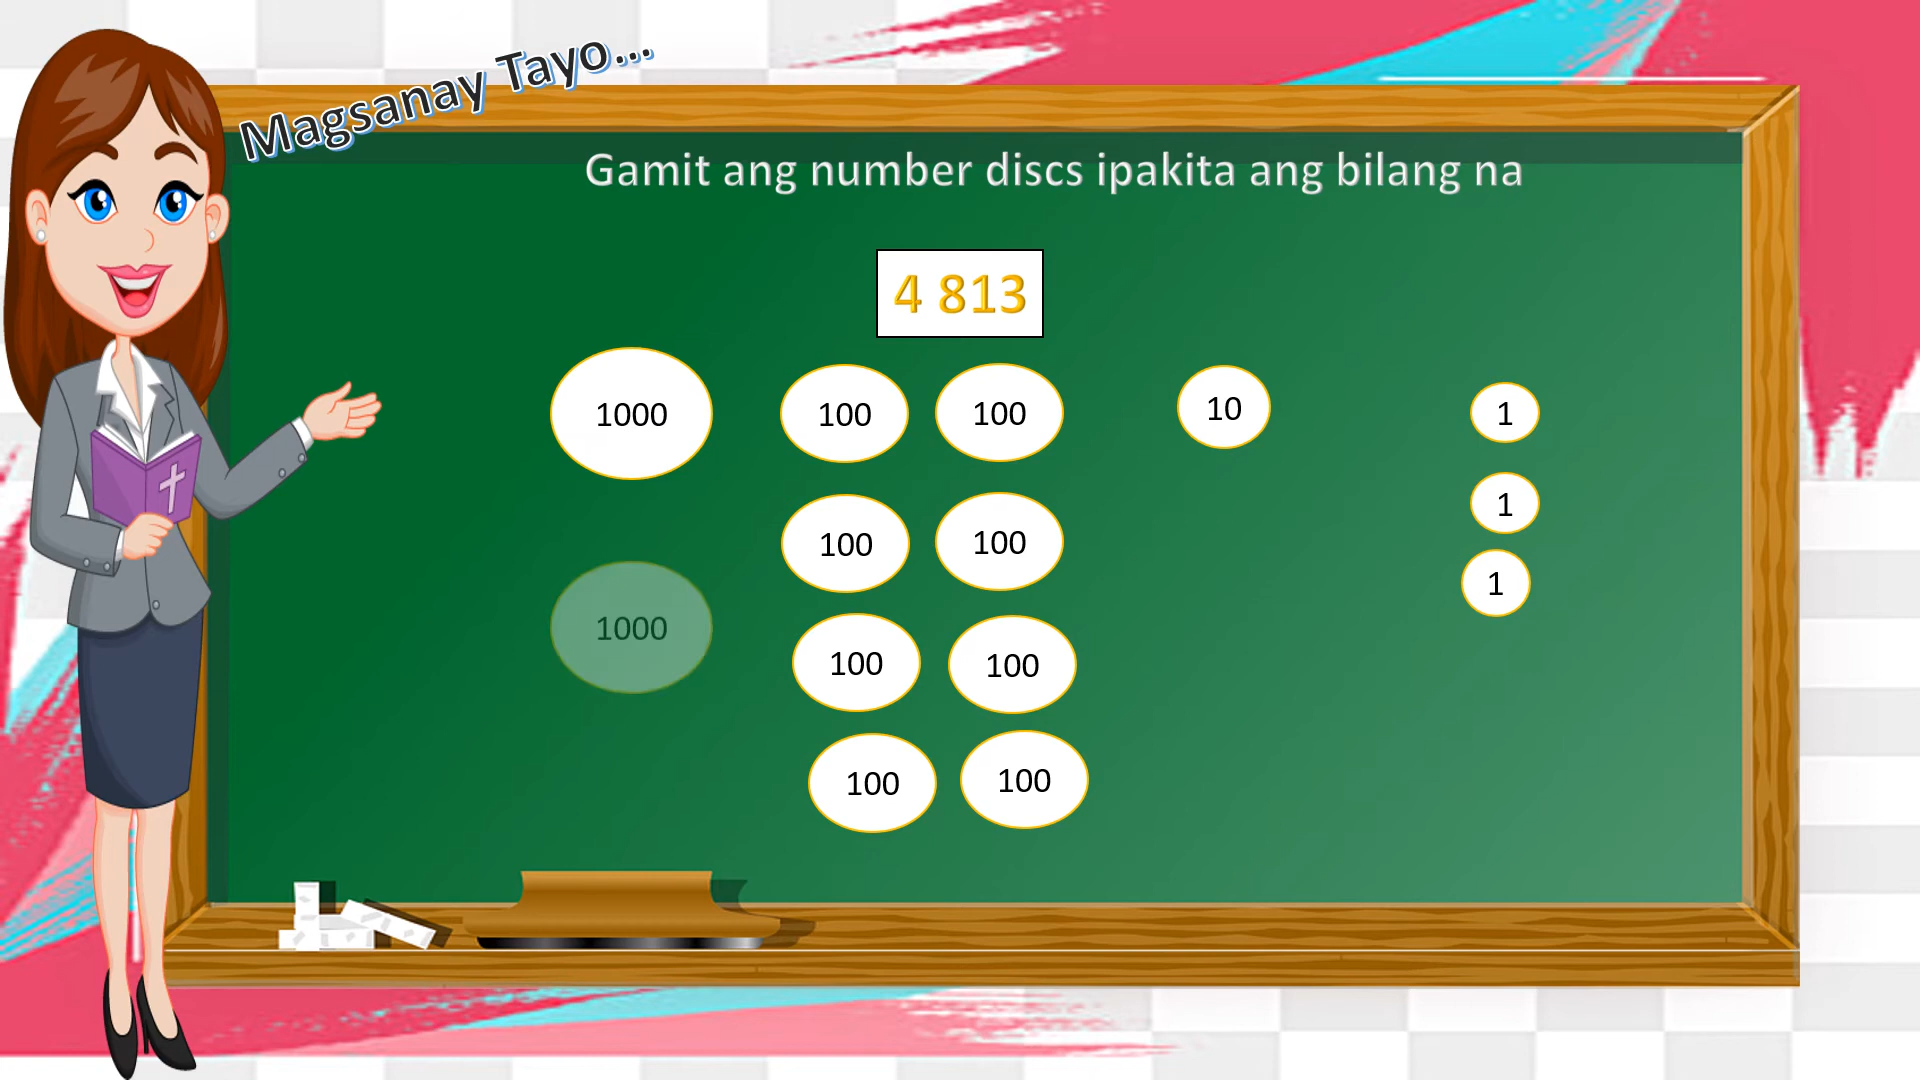 Magsanay Tayo...
Gamit ang number discs ipakita ang bilang na
4 813
1000 100 100 10 1
100 100 1
1000 100 100 1
100 100